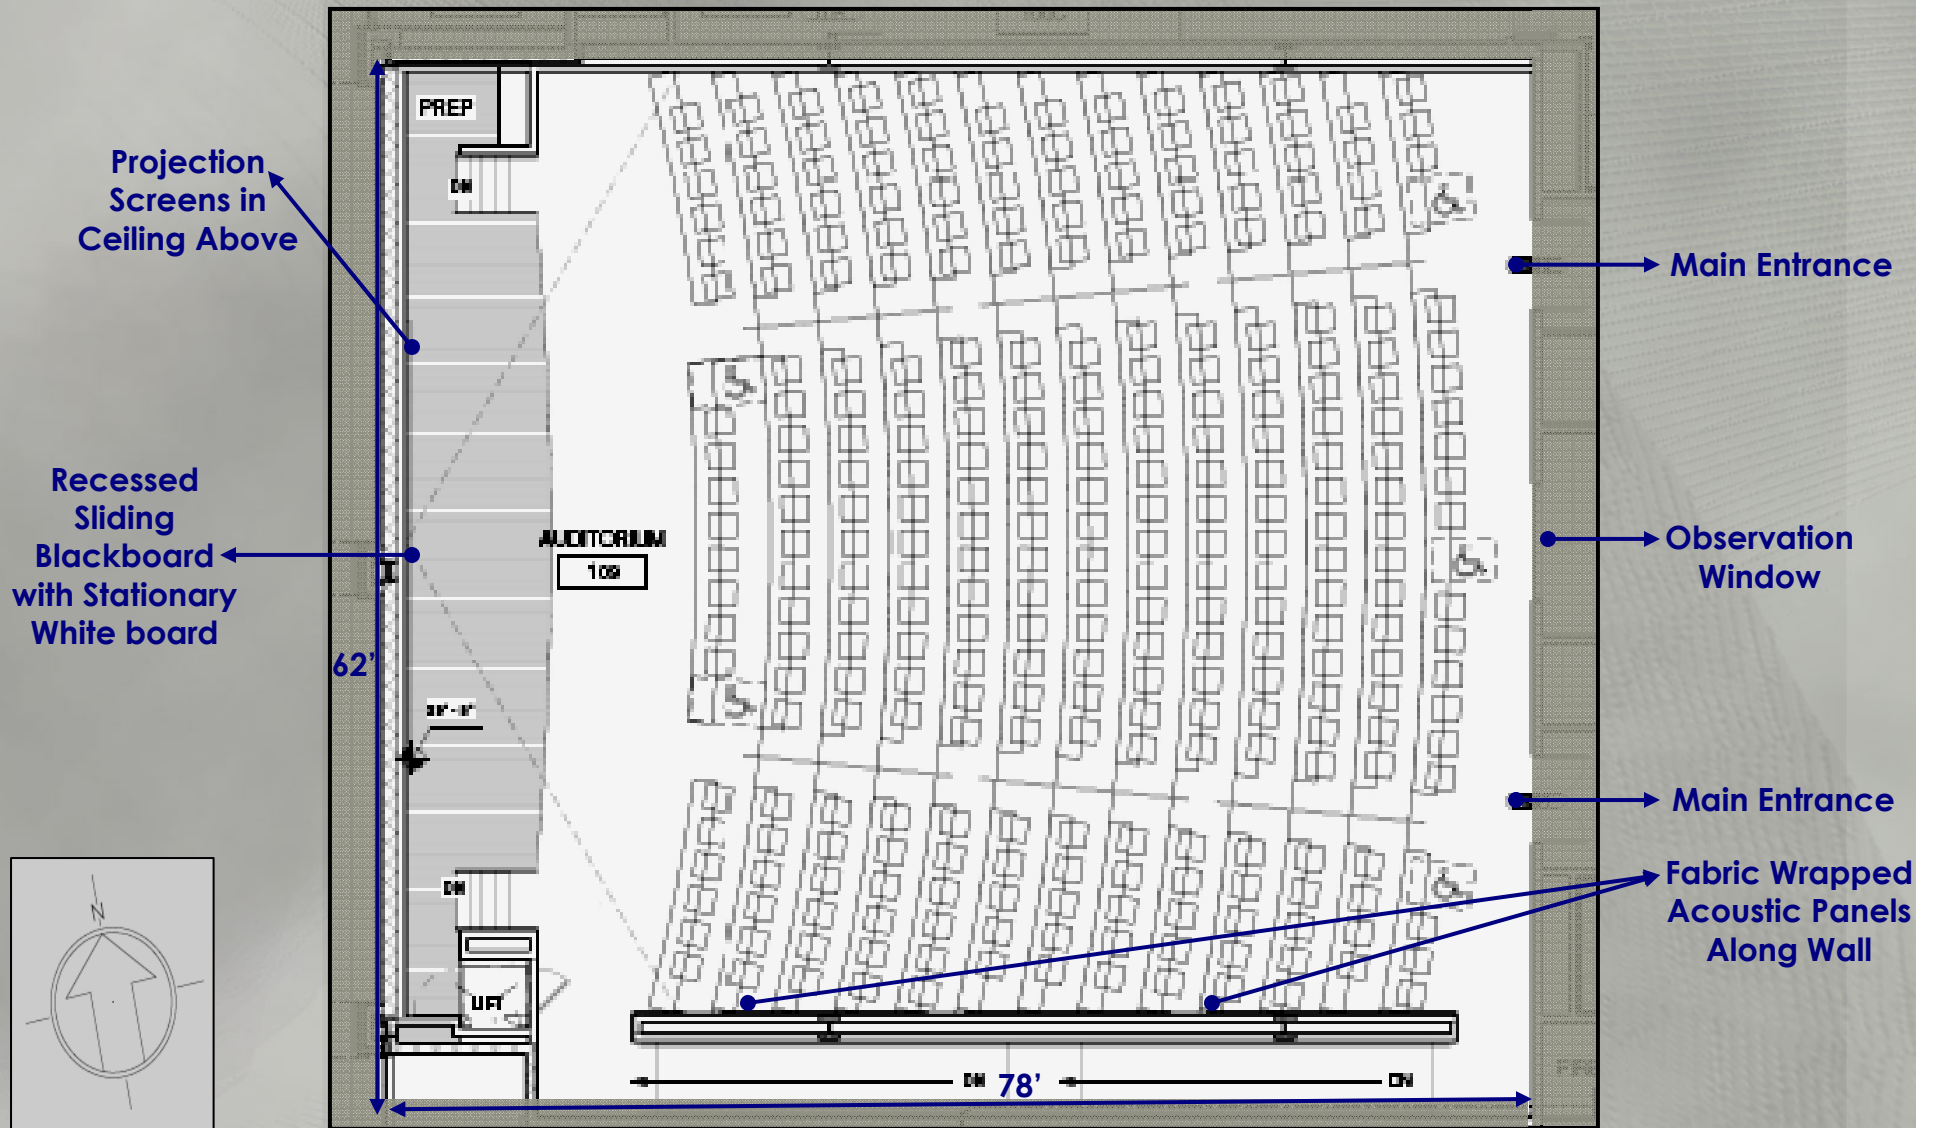 PREP
Projection
Screens in
Ceiling Above
DN
Main Entrance
Recessed
Sliding
Blackboard
with Stationary
White board
AUDITORIUM
109
Observation
Window
62’
Main Entrance
Fabric Wrapped
Acoustic Panels
Along Wall
DN
N
LIFT
DN
78’
DN